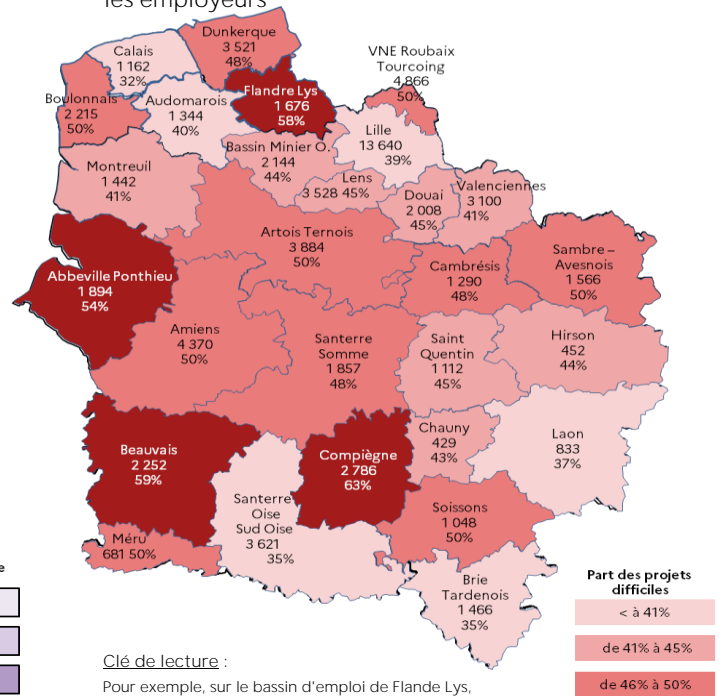 les employeurs
Dunkerque
3 521
48%
Calais
1 162
32%
VNE Roubaix
Tourcoing
4 866
50%
Boulonnais
2 215
50%
Audomarois
1 344
40%
Flandre Lys
1 676
58%
Lille
13 640
39%
Bassin Minier O.
2 144
44%
Montreuil
1 442
41%
Lens
3 528 45%
Douai
2 008
45%
Valenciennes
3 100
41%
Artois Ternois
3 884
50%
Cambrésis
1 290
48%
Sambre –
Avesnois
1 566
50%
Abbeville Ponthieu
1 894
54%
Amiens
4 370
50%
Santerre
Somme
1 857
48%
Saint
Quentin
1 112
45%
Hirson
452
44%
Beauvais
2 252
59%
Compiègne
2 786
63%
Chauny
429
43%
Laon
833
37%
Santerre
Oise
Sud Oise
3 621
35%
Soissons
1 048
50%
Méru
681 50%
Brie
Tardenois
1 466
35%
e
Part des projets
difficiles
< à 41%
de 41% à 45%
de 46% à 50%
Clé de lecture :
Pour exemple, sur le bassin d'emploi de Flande Lys,